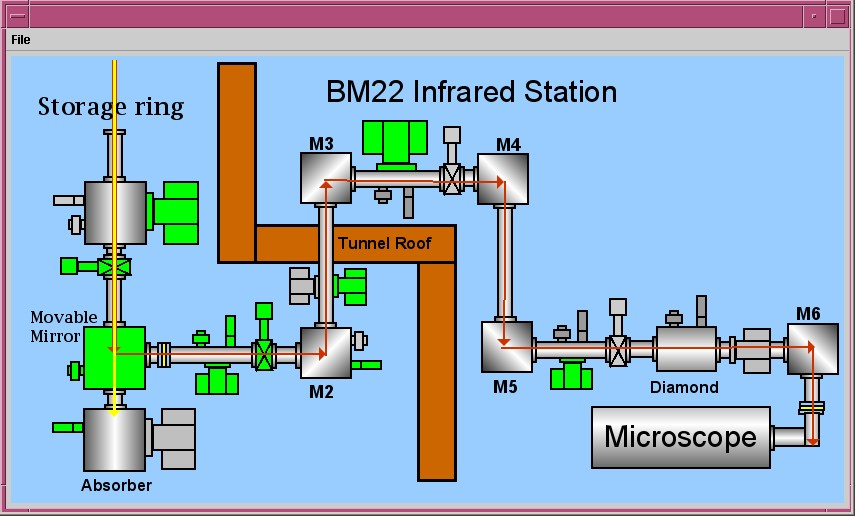 File
BM22 Infrared Station
Storage ring
M3
M4
Tunnel Roof
Movable
Mirror
M2
M5
M6
Diamond
Microscope
Absorber